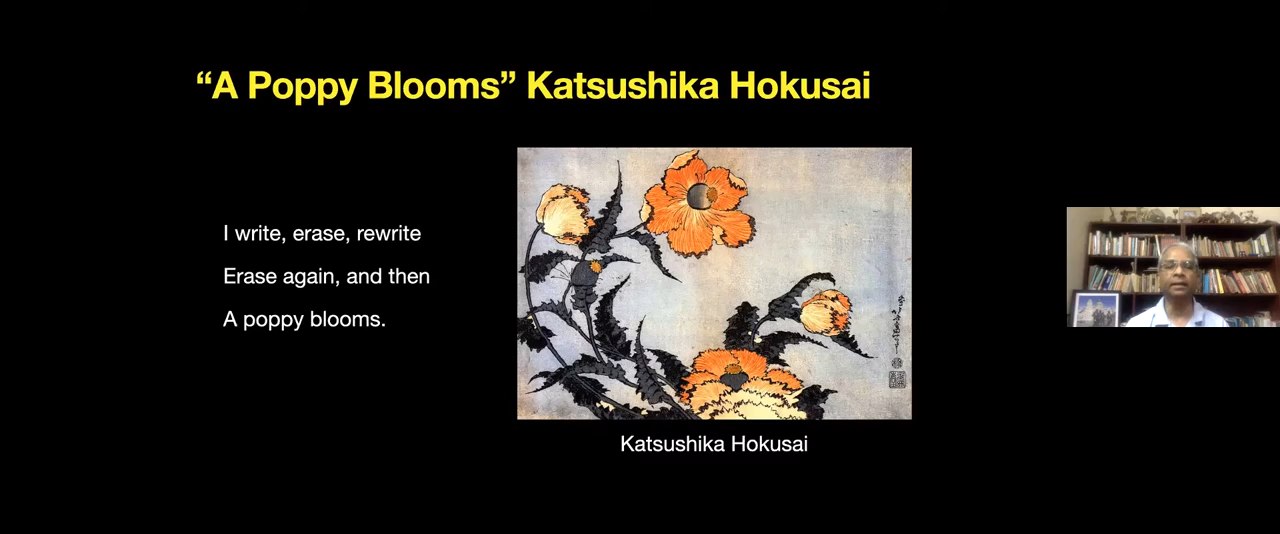 “A Poppy Blooms” Katsushika Hokusai
I write, erase, rewrite
Erase again, and then
A poppy blooms.
Katsushika Hokusai